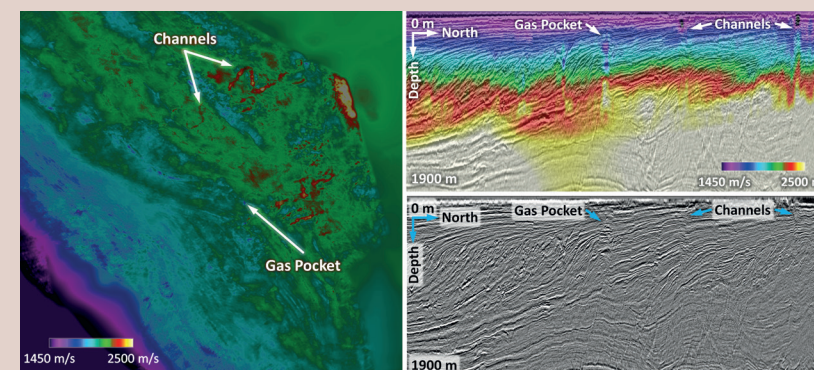 Channels
Gas Pocket
1450 m/s 2500 m/s
0 m
North
Depth
Gas Pocket
Channels
1450 m/s 2500 m/s
1900 m
0 m
North
Depth
Gas Pocket
Channels
1900 m